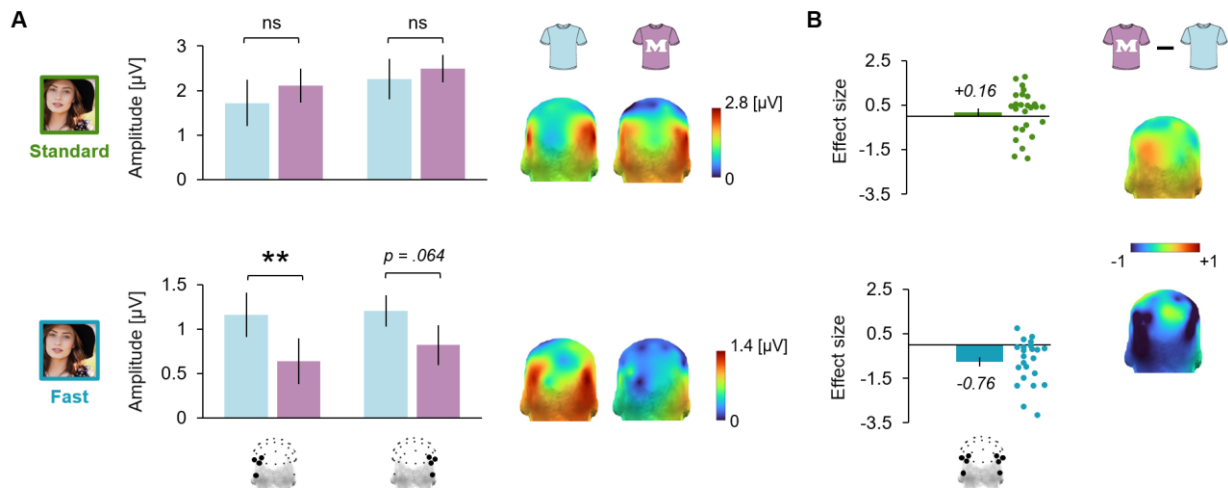 A
B
ns
ns
Amplitude [µV]
3
2
1
0
Standard
M
2.8 [µV]
0
M
Effect size
2.5
0.5
-1.5
-3.5
+0.16
-1
+1
**
p = .064
Amplitude [µV]
1.5
1
0.5
0
Fast
1.4 [µV]
0
Effect size
2.5
0.5
-1.5
-3.5
-0.76